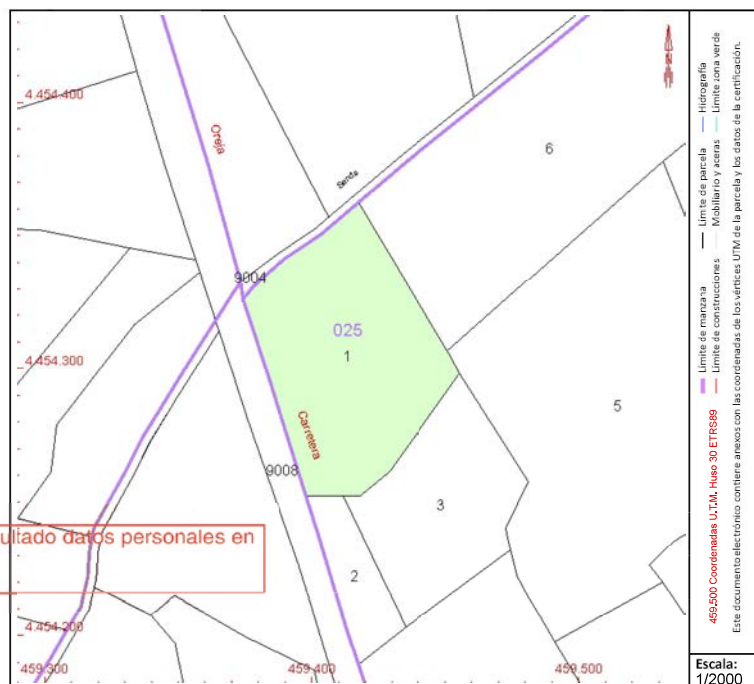 4.454.400
Oreja
Senda
6
9004
025
1
4.454.300
5
Carretera
9008
3
ultado datos personales en
2
4.454.200
459.300
459.400
459.500
Hidrografía
Límite zona verde
Límite de parcela
Mobiliario y aceras
Límite de manzana
Límite de construcciones
459.500 Coordenadas U.T.M. Huso 30 ETRS89
Este documento electrónico contiene anexos con las coordenadas de los vértices UTM de la parcela y los datos de la certificación.
Escala:
1/2000